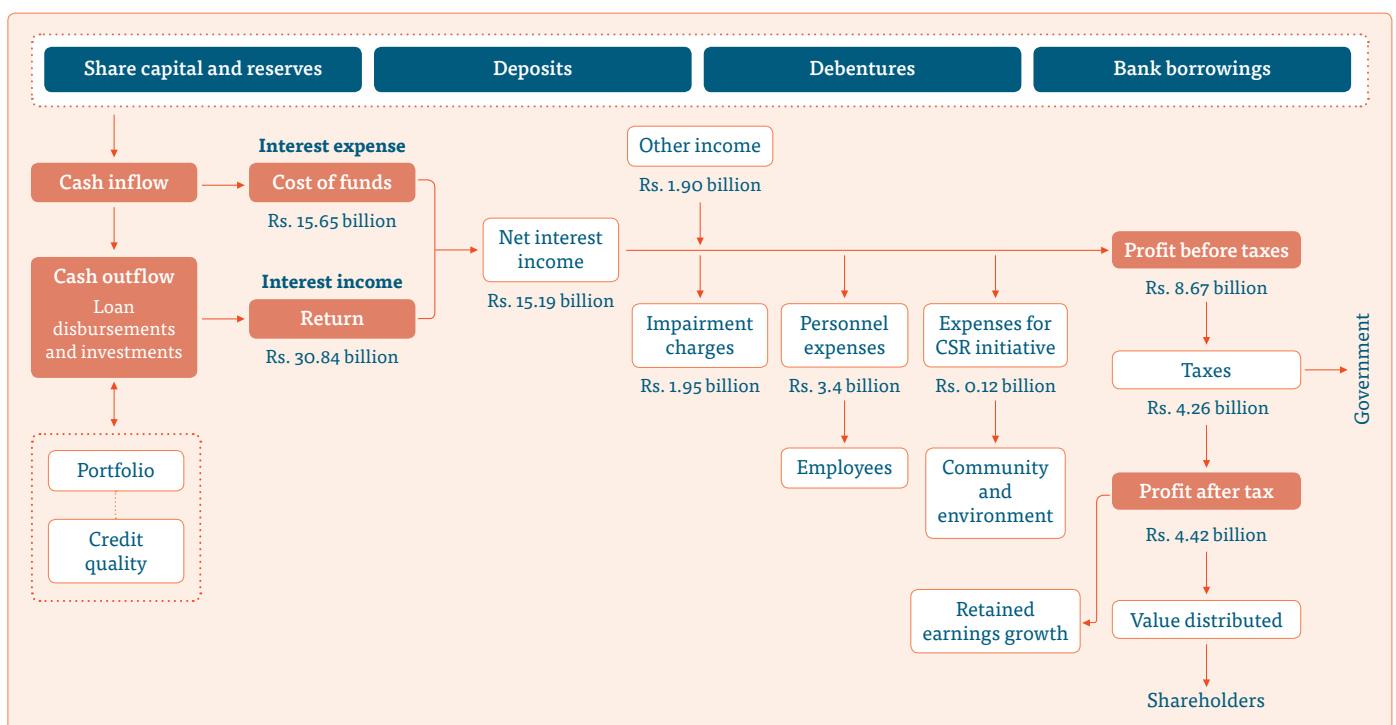 Share capital and reserves
Deposits
Debentures
Bank borrowings
Cash inflow
Interest expense
Cost of funds
Rs. 15.65 billion
Cash outflow
Loan
disbursements
and investments
Interest income
Return
Rs. 30.84 billion
Portfolio
Credit
quality
Net interest
income
Rs. 15.19 billion
Other income
Rs. 1.90 billion
Impairment
charges
Rs. 1.95 billion
Personnel
expenses
Rs. 3.4 billion
Employees
Expenses for
CSR initiative
Rs. 0.12 billion
Community
and
environment
Profit before taxes
Rs. 8.67 billion
Taxes
Rs. 4.26 billion
Government
Profit after tax
Rs. 4.42 billion
Retained
earnings growth
Value distributed
Shareholders